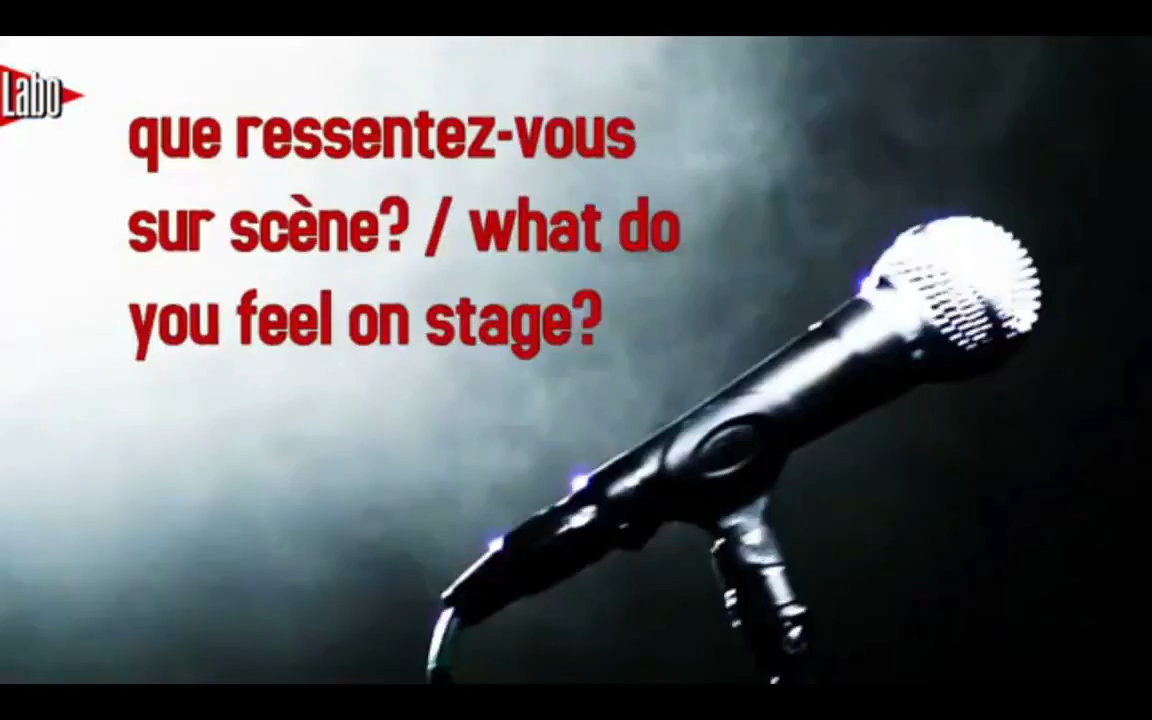 Labo
que ressentez-vous
sur scène? / what do
you feel on stage?